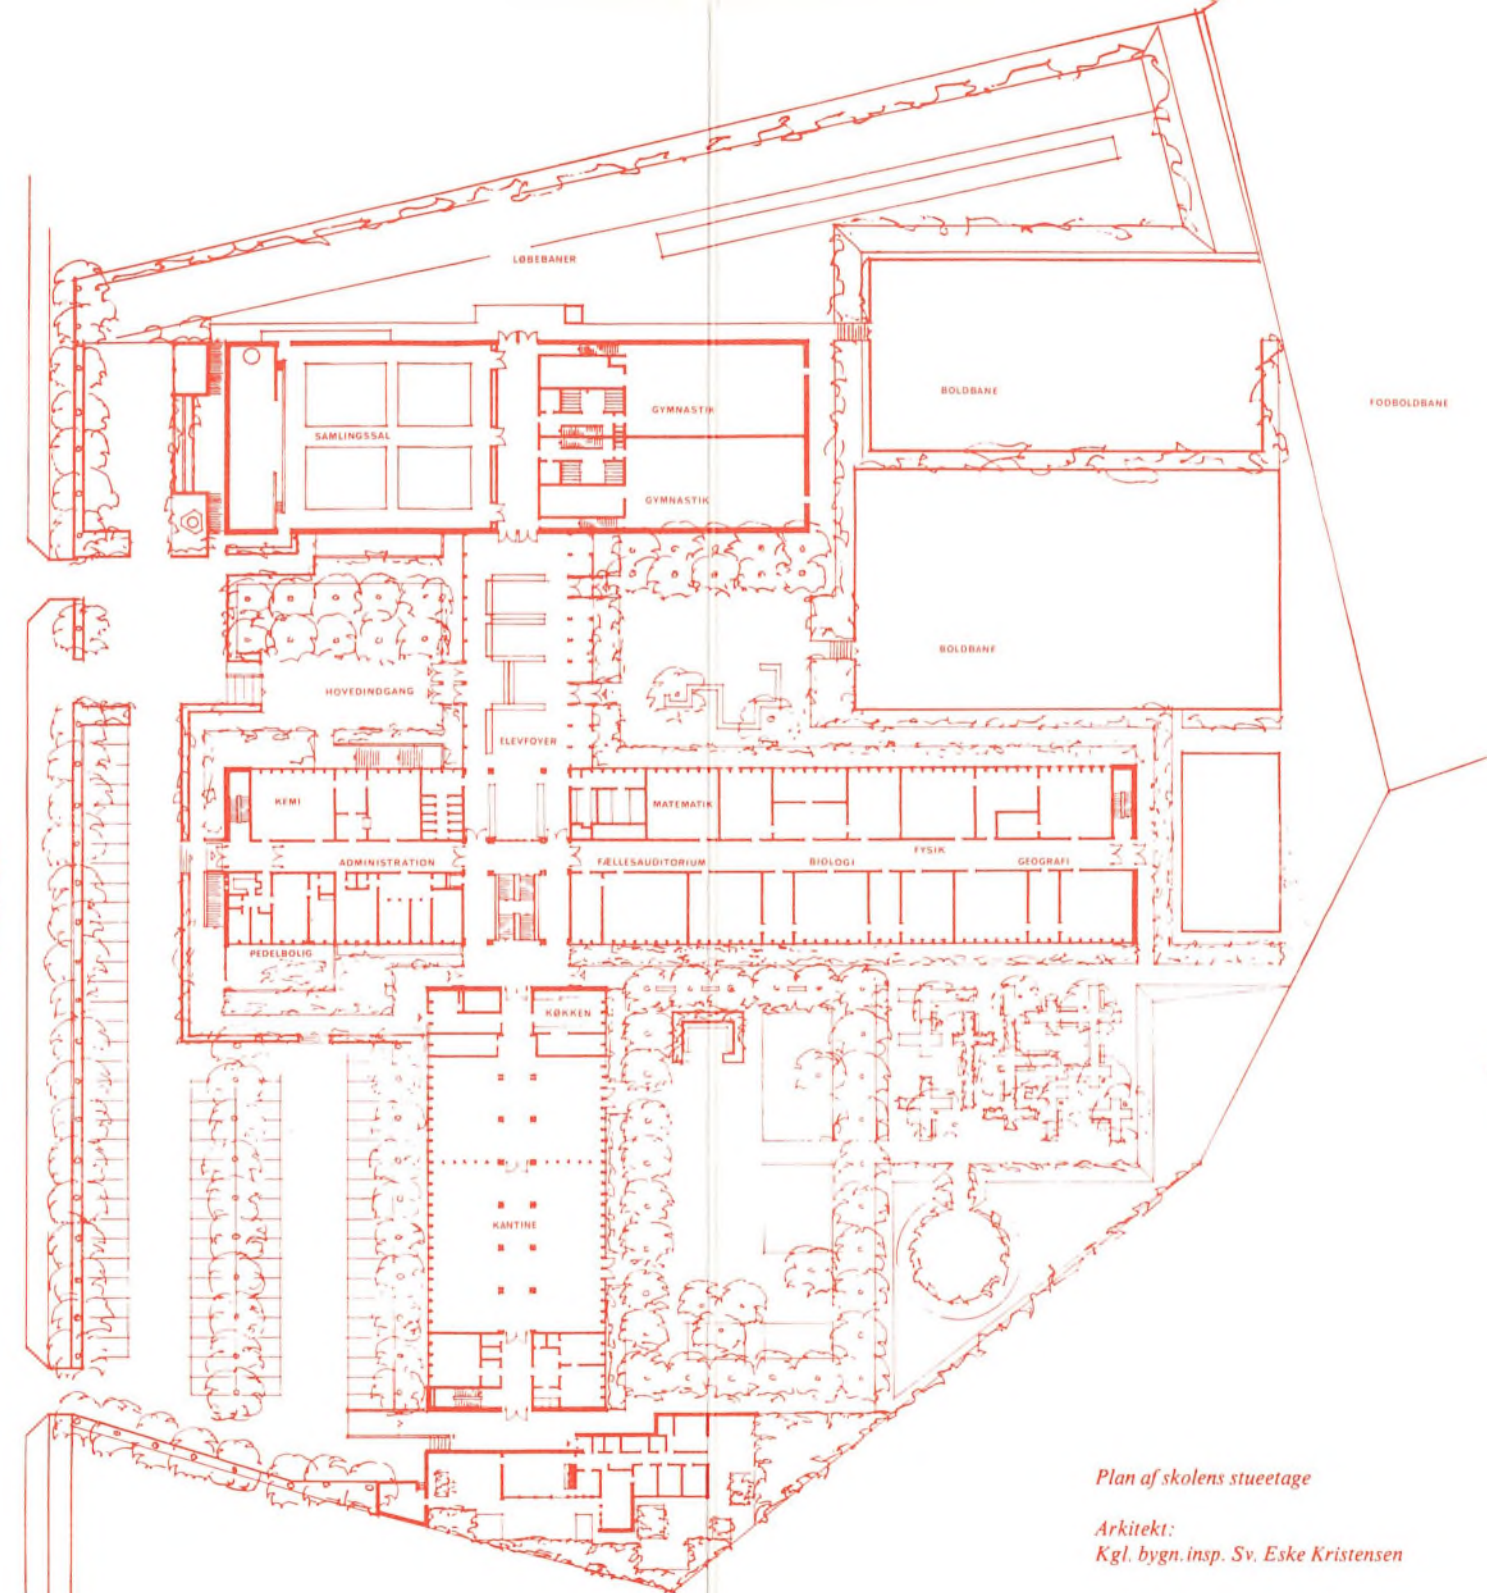 LØBEBANER
BOLDBANE
FODBOLDBANE
GYMNASTIK
SAMLINGSSAL
GYMNASTIK
BOLDBANE
HOVEDINDGANG
ELEVFOYER
KEMI
MATEMATIK
FYSIK
ADMINISTRATION
FÆLLESAUDITORIUM
BIOLOGI
GEOGRAFI
PEDELBOLIG
KØKKEN
KANTINE
Plan af skolens stueetage
Arkitekt:
Kgl. bygn.insp. Sv. Eske Kristensen